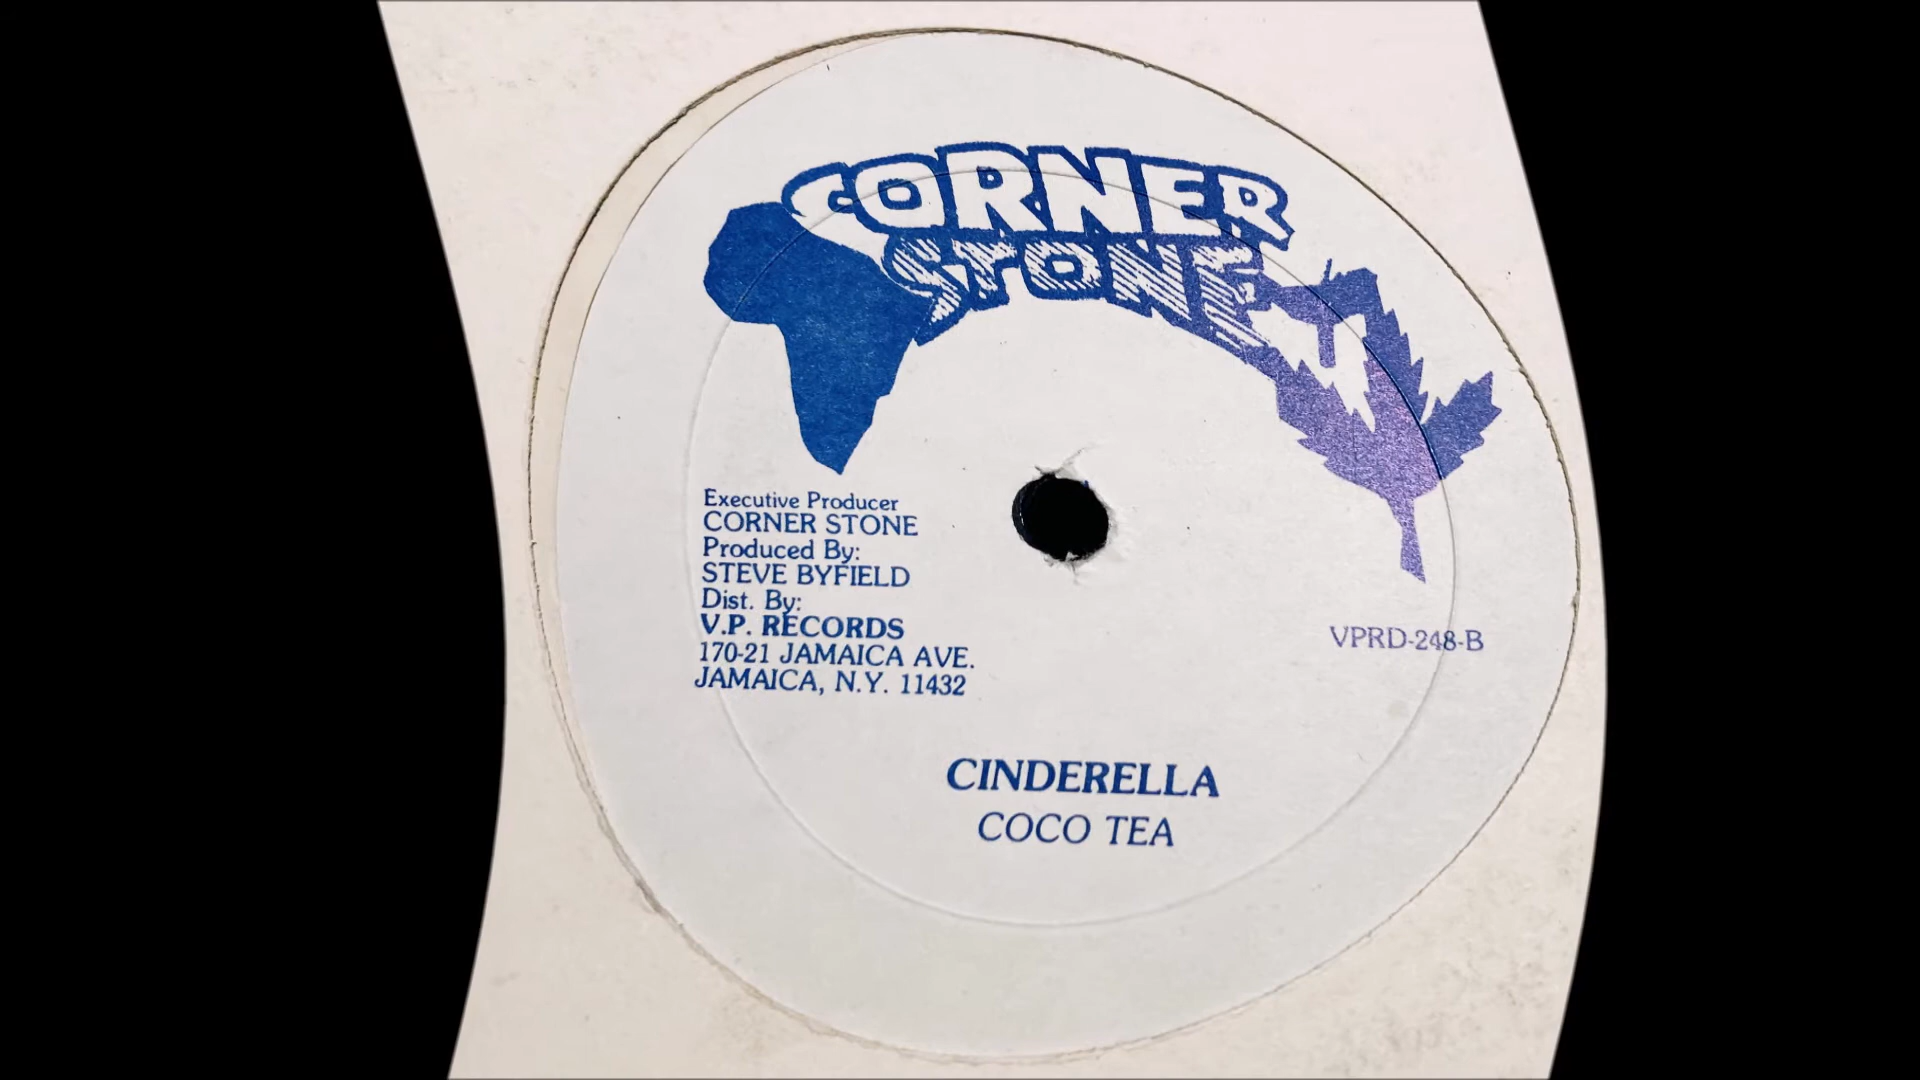 CORNER
STONE
Executive Producer
CORNER STONE
Produced By:
STEVE BYFIELD
Dist. By:
V.P. RECORDS
170-21 JAMAICA AVE.
JAMAICA, N.Y. 11432
VPRD-248-B
CINDERELLA
COCO TEA